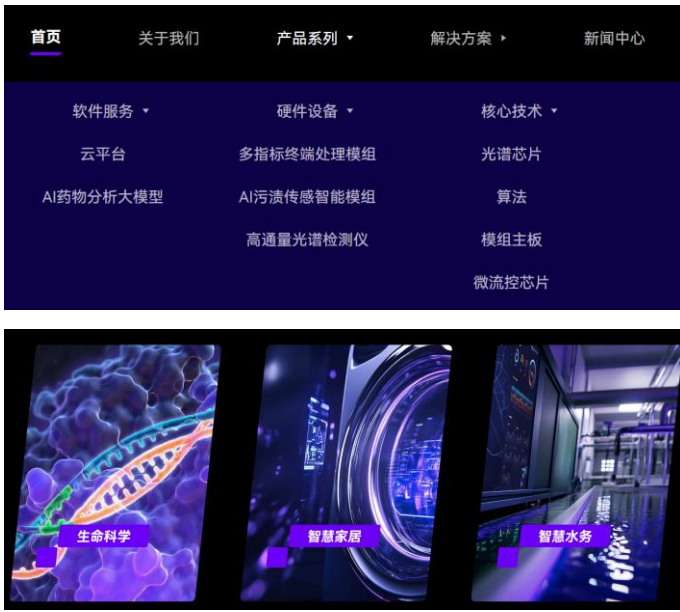 首页 关于我们 产品系列 解决方案 新闻中心
软件服务 硬件设备 核心技术
云平台 多指标终端处理模组 光谱芯片
AI药物分析大模型 AI污渍传感智能模组 算法
高通量光谱检测仪 模组主板
微流控芯片
生命科学 智慧家居 智慧水务